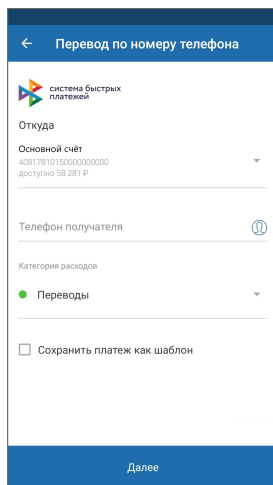 Перевод по номеру телефона
система быстрых
платежей
Откуда
Основной счёт
40817810150000000000
доступно 58 281 ₽
Телефон получателя
Категория расходов
Переводы
Сохранить платеж как шаблон
Далее